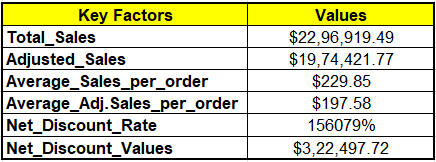 Key Factors Values
Total_Sales $22,96,919.49
Adjusted_Sales $19,74,421.77
Average_Sales_per_order $229.85
Average_Adj.Sales_per_order $197.58
Net_Discount_Rate 156079%
Net_Discount_Values $3,22,497.72